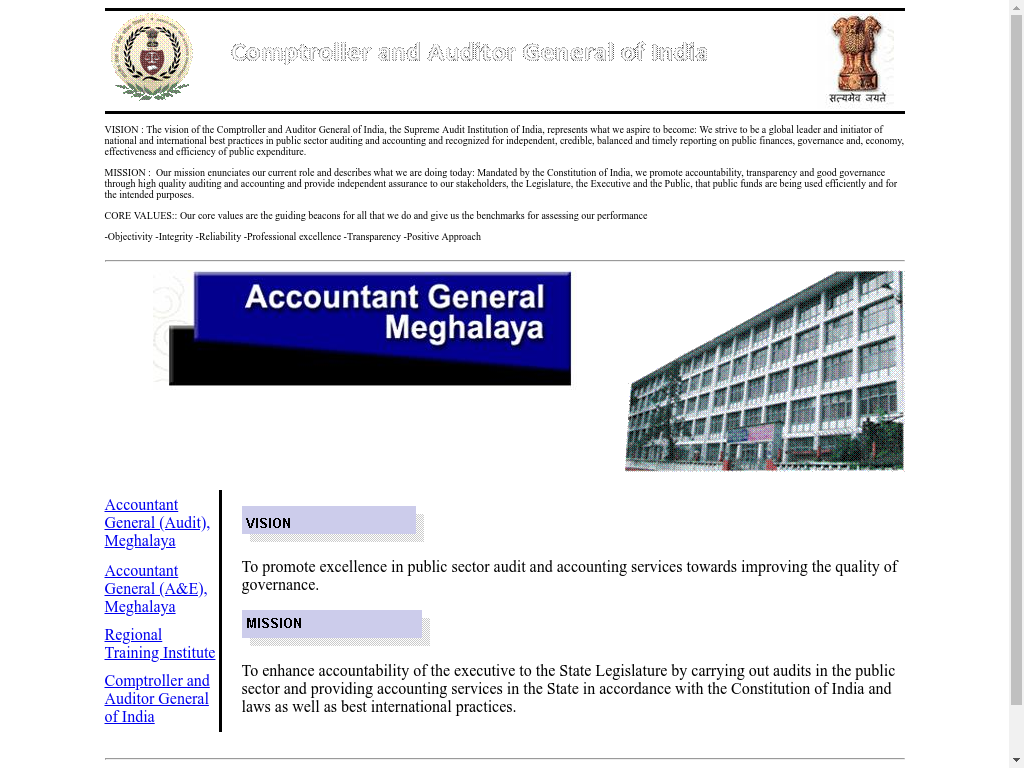 Comptroller and Auditor General of India
सत्यमेव जयते
VISION : The vision of the Comptroller and Auditor General of India, the Supreme Audit Institution of India, represents what we aspire to become: We strive to be a global leader and initiator of
national and international best practices in public sector auditing and accounting and recognized for independent, credible, balanced and timely reporting on public finances, governance and, economy,
effectiveness and efficiency of public expenditure.
MISSION :  Our mission enunciates our current role and describes what we are doing today: Mandated by the Constitution of India, we promote accountability, transparency and good governance
through high quality auditing and accounting and provide independent assurance to our stakeholders, the Legislature, the Executive and the Public, that public funds are being used efficiently and for
the intended purposes.
CORE VALUES:: Our core values are the guiding beacons for all that we do and give us the benchmarks for assessing our performance
-Objectivity -Integrity -Reliability -Professional excellence -Transparency -Positive Approach
Accountant General
Meghalaya
Accountant
General (Audit),
Meghalaya
Accountant
General (A&E),
Meghalaya
Regional
Training Institute
Comptroller and
Auditor General
of India
VISION
To promote excellence in public sector audit and accounting services towards improving the quality of
governance.
MISSION
To enhance accountability of the executive to the State Legislature by carrying out audits in the public
sector and providing accounting services in the State in accordance with the Constitution of India and
laws as well as best international practices.